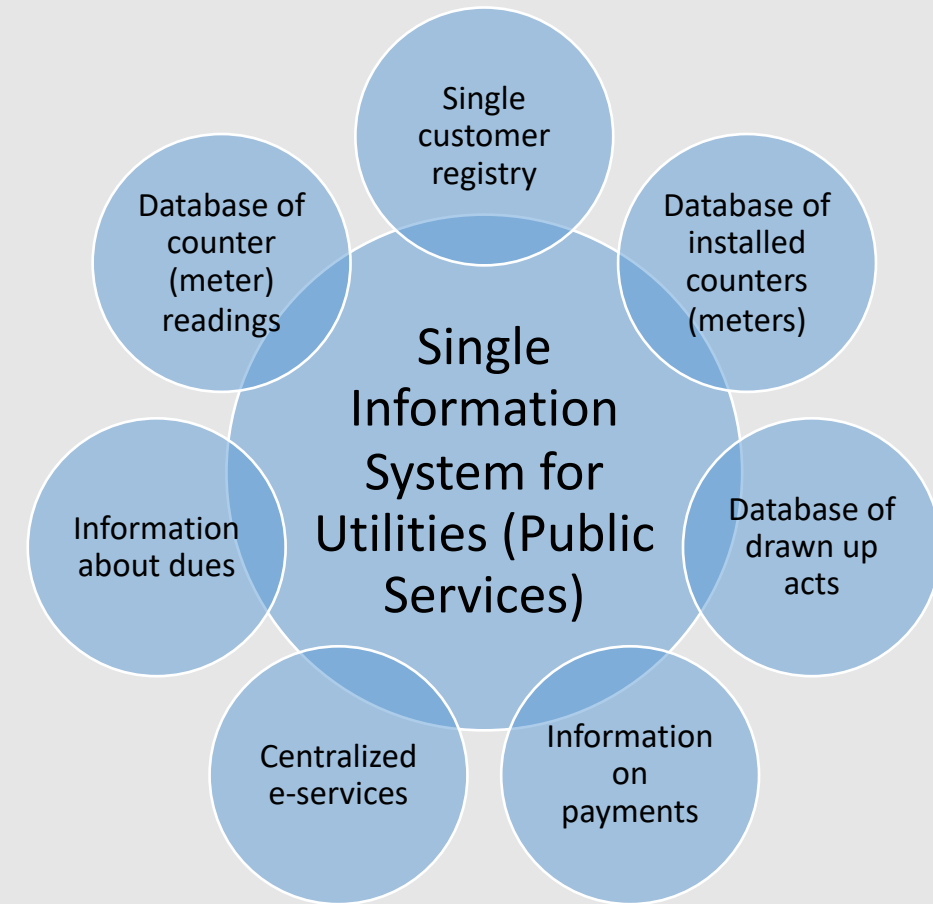 Single
customer
registry
Database of
installed
counters
(meters)
Database of
drawn up
acts
Information
on
payments
Centralized
e-services
Information
about dues
Database of
counter
(meter)
readings
Single
Information
System for
Utilities (Public
Services)